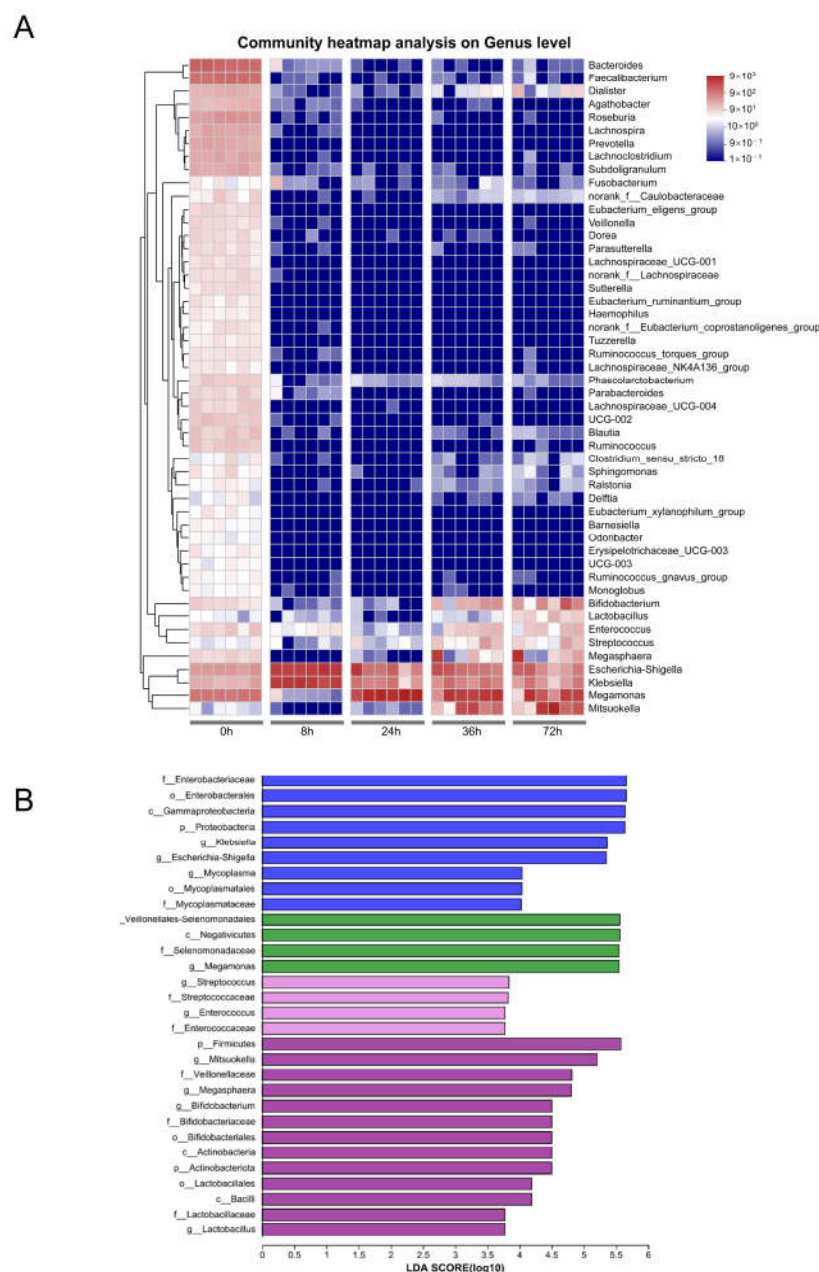 A
Community heatmap analysis on Genus level
Bacteroides
Faecalibacterium
Dialister
Agathobacter
Roseburia
Lachnospira
Prevotella
Lachnoclostridium
Subdoligranulum
Fusobacterium
norank_f__Caulobacteraceae
Eubacterium_eligens_group
Veillonella
Dorea
Parasutterella
Lachnospiraceae_UCG-001
norank_f__Lachnospiraceae
Sutterella
Eubacterium_ruminantium_group
Haemophilus
norank_f__Eubacterium_coprostanoligenes_group
Tuzzerella
Ruminococcus_torques_group
Lachnospiraceae_NK4A136_group
Phascolarctobacterium
Parabacteroides
Lachnospiraceae_UCG-004
UCG-002
Blautia
Ruminococcus
Clostridium_sensu_stricto_18
Sphingomonas
Ralstonia
Delftia
Eubacterium_xylanophilum_group
Barnesiella
Odoribacter
Erysipelotrichaceae_UCG-003
UCG-003
Ruminococcus_gnavus_group
Monoglobus
Bifidobacterium
Lactobacillus
Enterococcus
Streptococcus
Megasphaera
Escherichia-Shigella
Klebsiella
Megamonas
Mitsuokella
9×10³
9×10²
9×10¹
10×10⁰
9×10⁻¹
1×10⁻¹
0h 8h 24h 36h 72h
B
f__Enterobacteriaceae
o__Enterobacterales
c__Gammaproteobacteria
p__Proteobacteria
g__Klebsiella
g__Escherichia-Shigella
g__Mycoplasma
o__Mycoplasmatales
f__Mycoplasmataceae
_Veillonellales-Selenomonadales
c__Negativicutes
f__Selenomonadaceae
g__Megamonas
g__Streptococcus
f__Streptococcaceae
g__Enterococcus
f__Enterococcaceae
p__Firmicutes
g__Mitsuokella
f__Veillonellaceae
g__Megasphaera
g__Bifidobacterium
f__Bifidobacteriaceae
o__Bifidobacteriales
c__Actinobacteria
p__Actinobacteriota
o__Lactobacillales
c__Bacilli
f__Lactobacillaceae
g__Lactobacillus
0 0.5 1 1.5 2 2.5 3 3.5 4 4.5 5 5.5 6
LDA SCORE(log10)